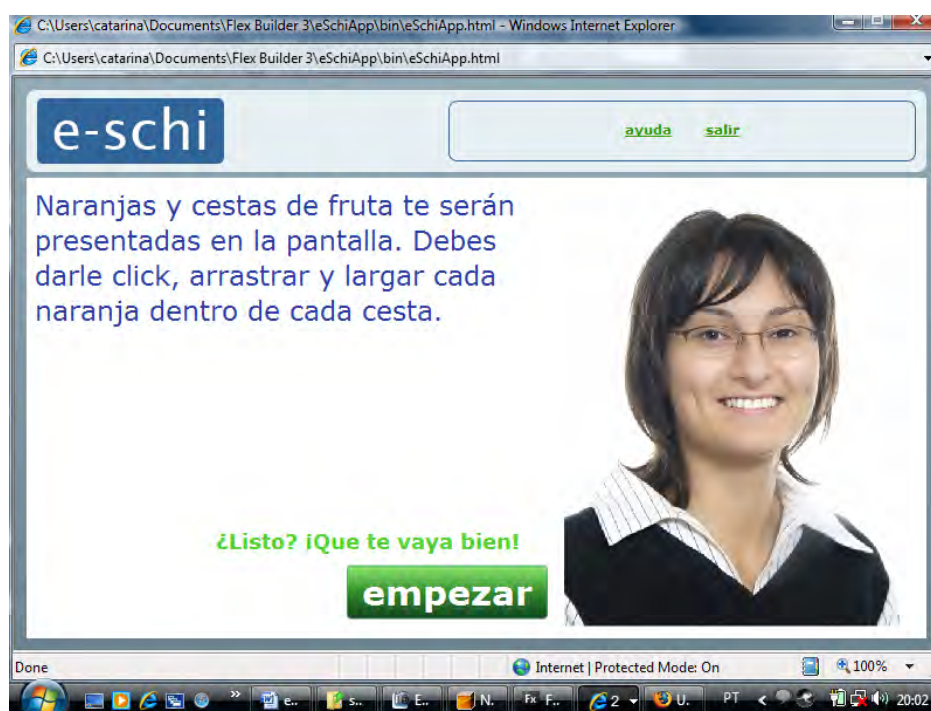 C:\Users\catarina\Documents\Flex Builder 3\eSchiApp\bin\eSchiApp.html - Windows Internet Explorer
C:\Users\catarina\Documents\Flex Builder 3\eSchiApp\bin\eSchiApp.html
e-schi
ayuda salir
Naranjas y cestas de fruta te serán
presentadas en la pantalla. Debes
darle click, arrastrar y largar cada
naranja dentro de cada cesta.
¿Listo? ¡Que te vaya bien!
empezar
Done Internet | Protected Mode: On 100%
» e.. s.. E.. N. Fx F.. 2 U. PT < 20:02